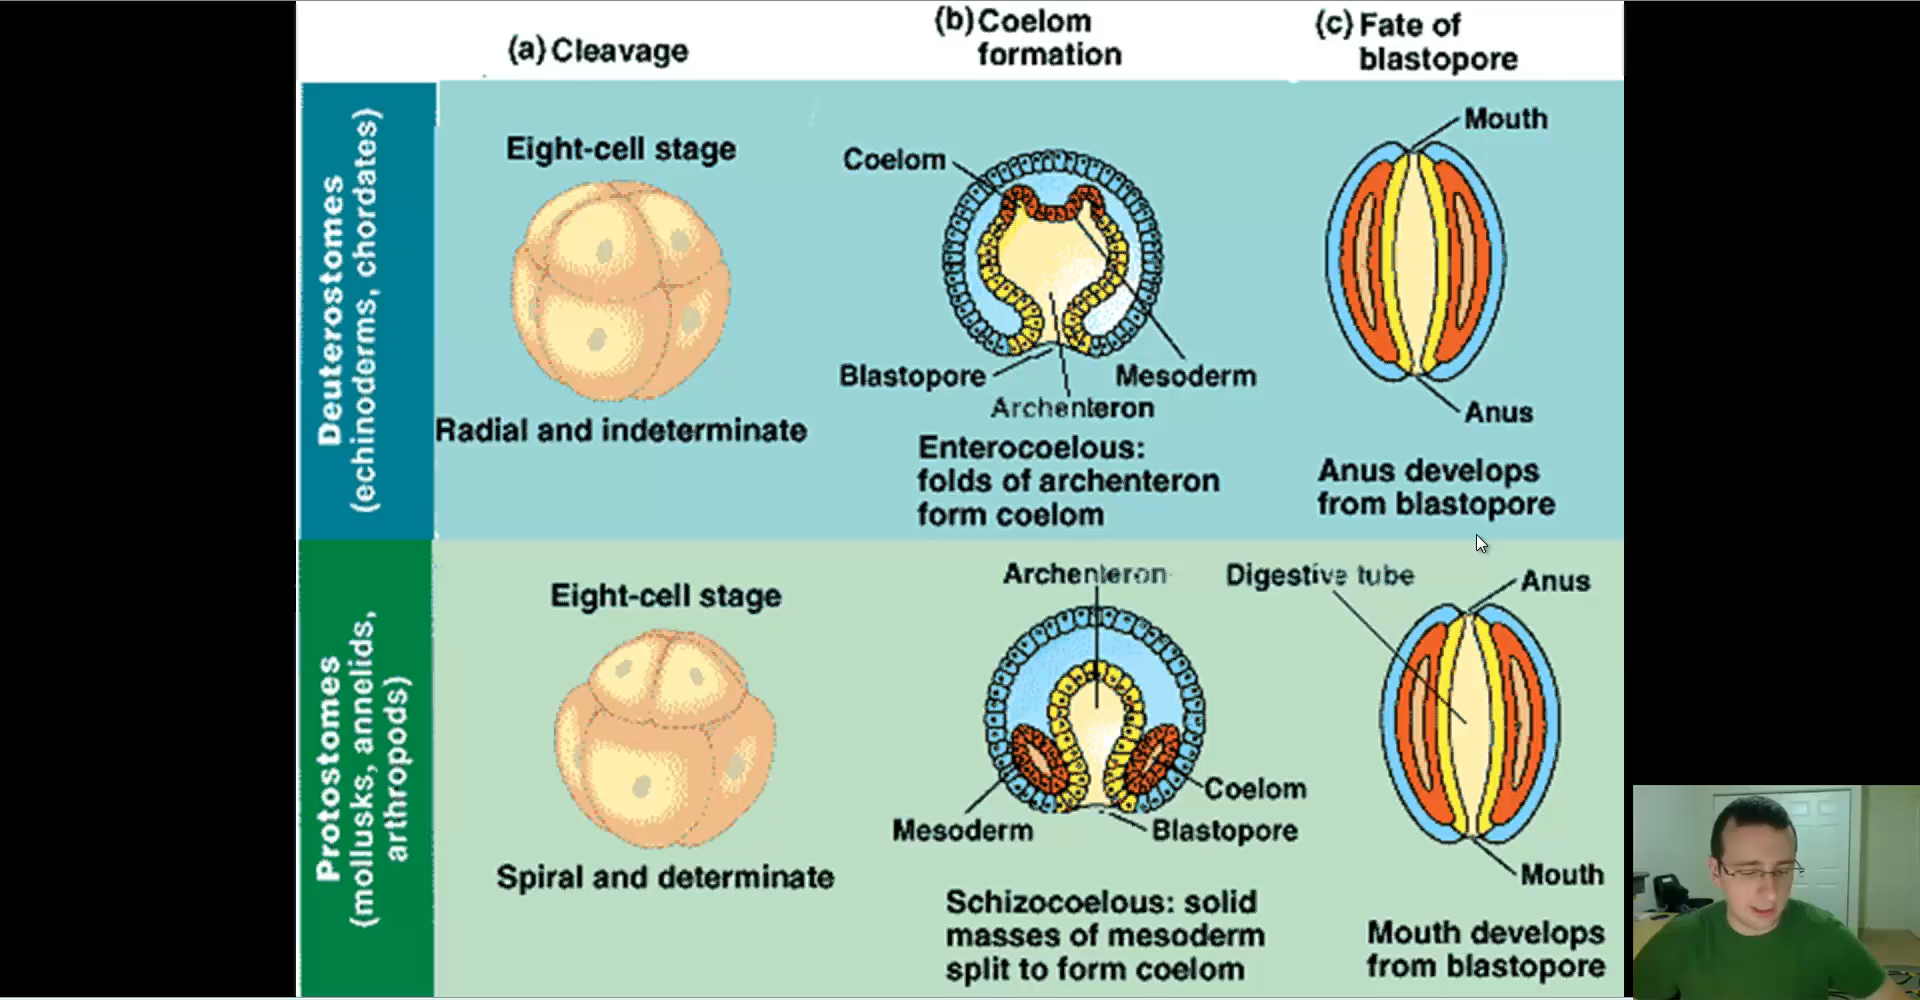 (a) Cleavage
(b) Coelom
formation
(c) Fate of
blastopore
Deuterostomes
(echinoderms, chordates)
Eight-cell stage
Radial and indeterminate
Coelom
Blastopore
Mesoderm
Archenteron
Enterocoelous:
folds of archenteron
form coelom
Mouth
Anus
Anus develops
from blastopore
Protostomes
(mollusks, annelids,
arthropods)
Eight-cell stage
Spiral and determinate
Archenteron
Mesoderm
Coelom
Blastopore
Schizocoelous: solid
masses of mesoderm
split to form coelom
Digestive tube
Anus
Mouth
Mouth develops
from blastopore